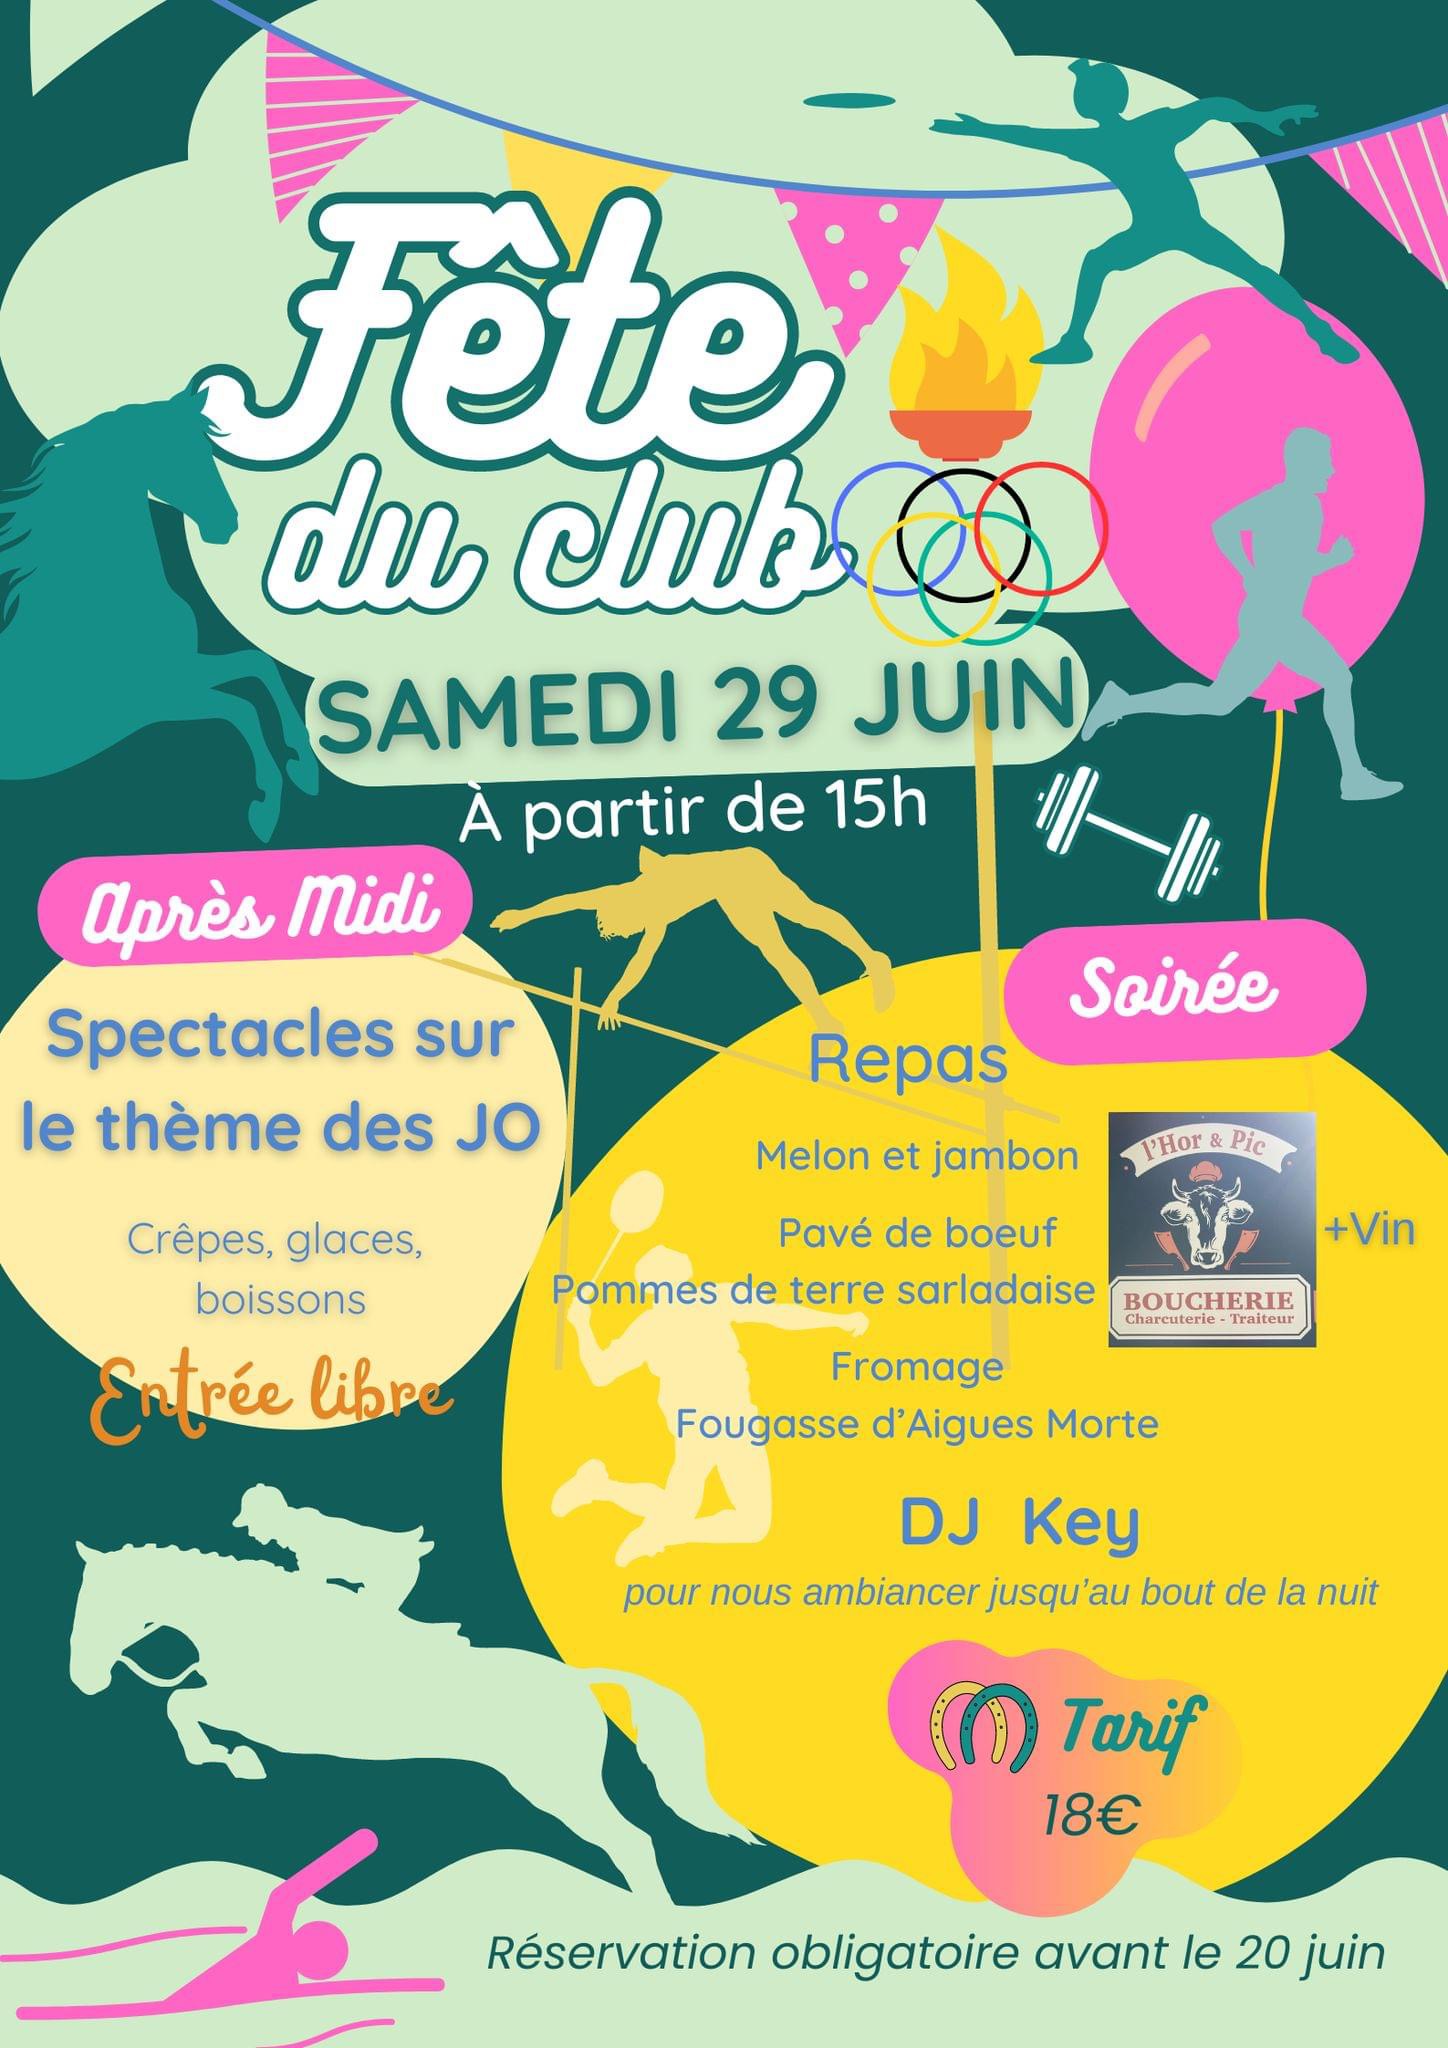 Fête
du club
SAMEDI 29 JUIN
À partir de 15h
Après Midi
Spectacles sur
le thème des JO
Crêpes, glaces,
boissons
Entrée libre
Soirée
Repas
Melon et jambon
Pavé de boeuf
Pommes de terre sarladaise
Fromage
Fougasse d'Aigues Morte
l'Hor & Pic
BOUCHERIE
Charcuterie - Traiteur
+Vin
DJ Key
pour nous ambiancer jusqu'au bout de la nuit
Tarif
18€
Réservation obligatoire avant le 20 juin